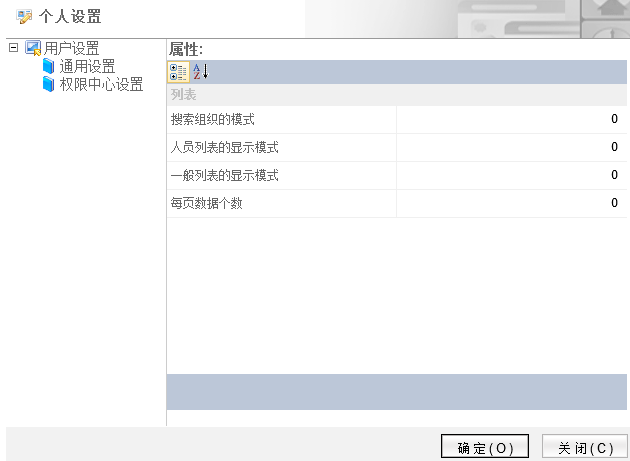 个人设置
用户设置
通用设置
权限中心设置
属性:
列表
搜索组织的模式 0
人员列表的显示模式 0
一般列表的显示模式 0
每页数据个数 0
确定(O) 关闭(C)